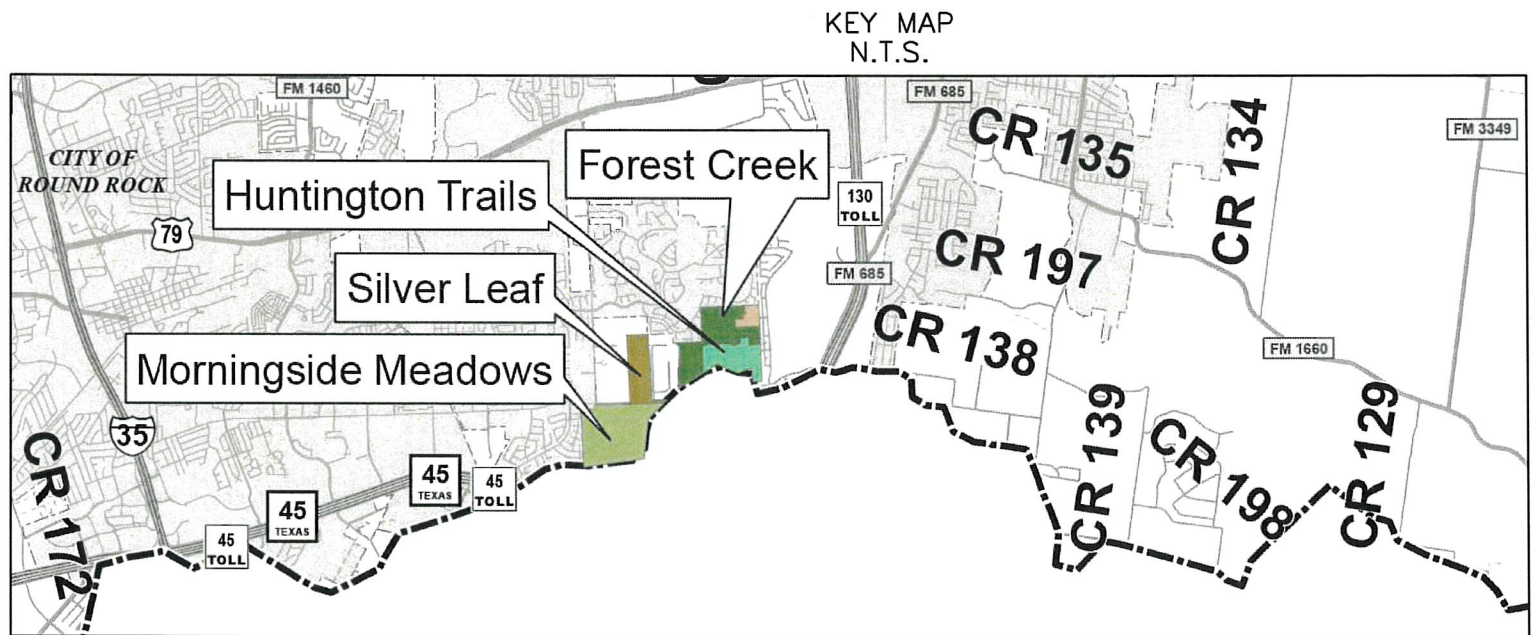 KEY MAP
N.T.S.
FM 1460
FM 685
CR 135
CR 134
FM 3349
CITY OF
ROUND ROCK
Forest Creek
Huntington Trails
130
TOLL
79
CR 197
FM 685
Silver Leaf
CR 138
FM 1660
Morningside Meadows
35
CR 139
CR 129
CR 172
45
TEXAS
45
TOLL
CR 198
45
TEXAS
45
TOLL